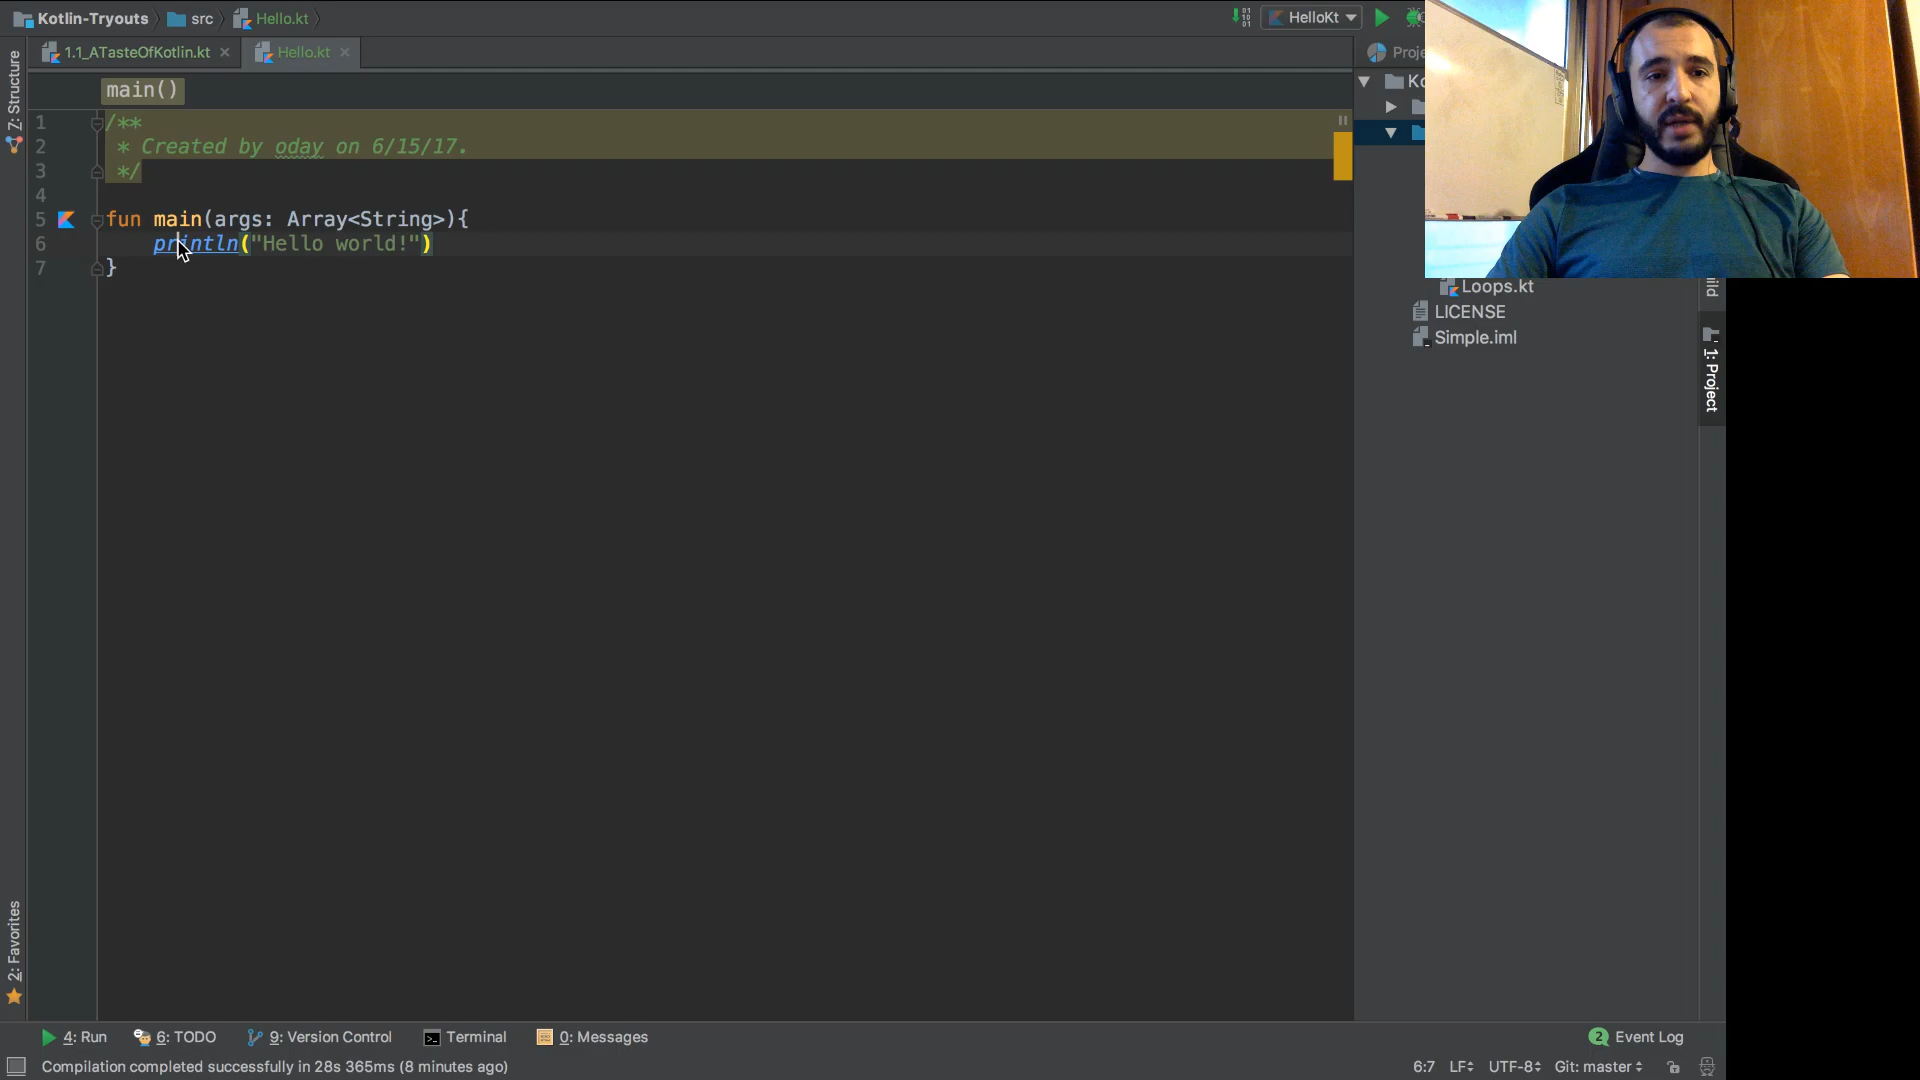 Kotlin-Tryouts src Hello.kt
HelloKt
1.1_ATasteOfKotlin.kt Hello.kt
main()
1 /**
2 * Created by oday on 6/15/17.
3 */
4
5 fun main(args: Array<String>){
6 println("Hello world!")
7 }
Z: Structure
2: Favorites
Loops.kt
LICENSE
Simple.iml
1: Project
4: Run 6: TODO 9: Version Control Terminal 0: Messages
2 Event Log
Compilation completed successfully in 28s 365ms (8 minutes ago)
6:7 LF UTF-8 Git: master